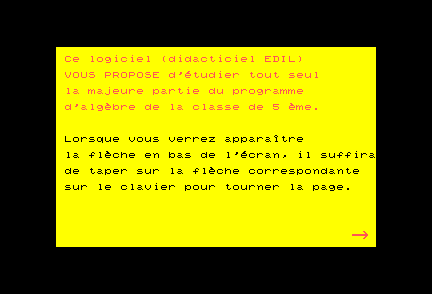 Ce logiciel (didacticiel EDIL)
VOUS PROPOSE d'étudier tout seul
la majeure partie du programme
d'algèbre de la classe de 5 ème.
Lorsque vous verrez apparaître
la flèche en bas de l'écran, il suffira
de taper sur la flèche correspondante
sur le clavier pour tourner la page.
→